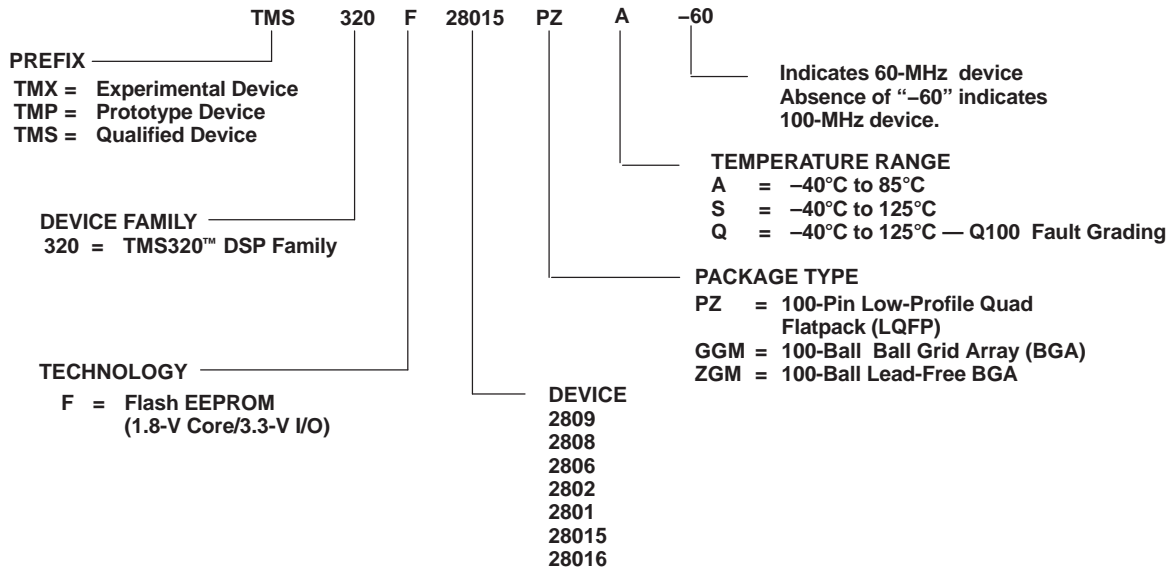 TMS 320 F 28015 PZ A –60
PREFIX
TMX = Experimental Device
TMP = Prototype Device
TMS = Qualified Device
Indicates 60-MHz device
Absence of “–60” indicates
100-MHz device.
TEMPERATURE RANGE
A = –40°C to 85°C
S = –40°C to 125°C
Q = –40°C to 125°C — Q100 Fault Grading
DEVICE FAMILY
320 = TMS320™ DSP Family
PACKAGE TYPE
PZ = 100-Pin Low-Profile Quad
Flatpack (LQFP)
GGM = 100-Ball Ball Grid Array (BGA)
ZGM = 100-Ball Lead-Free BGA
TECHNOLOGY
F = Flash EEPROM
(1.8-V Core/3.3-V I/O)
DEVICE
2809
2808
2806
2802
2801
28015
28016